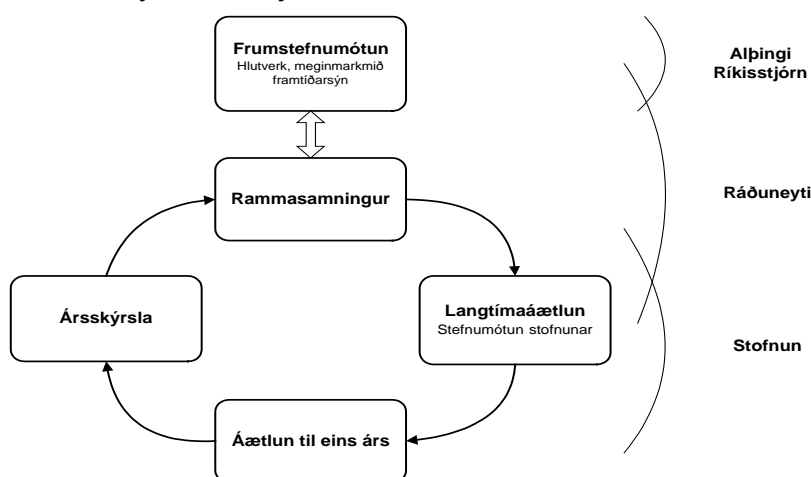 Frumstefnumótun
Hlutverk, meginmarkmið
framtíðarsýn
Alþingi
Ríkisstjórn
Rammasamningur
Ráðuneyti
Ársskýrsla
Langtímaáætlun
Stefnumótun stofnunar
Stofnun
Áætlun til eins árs